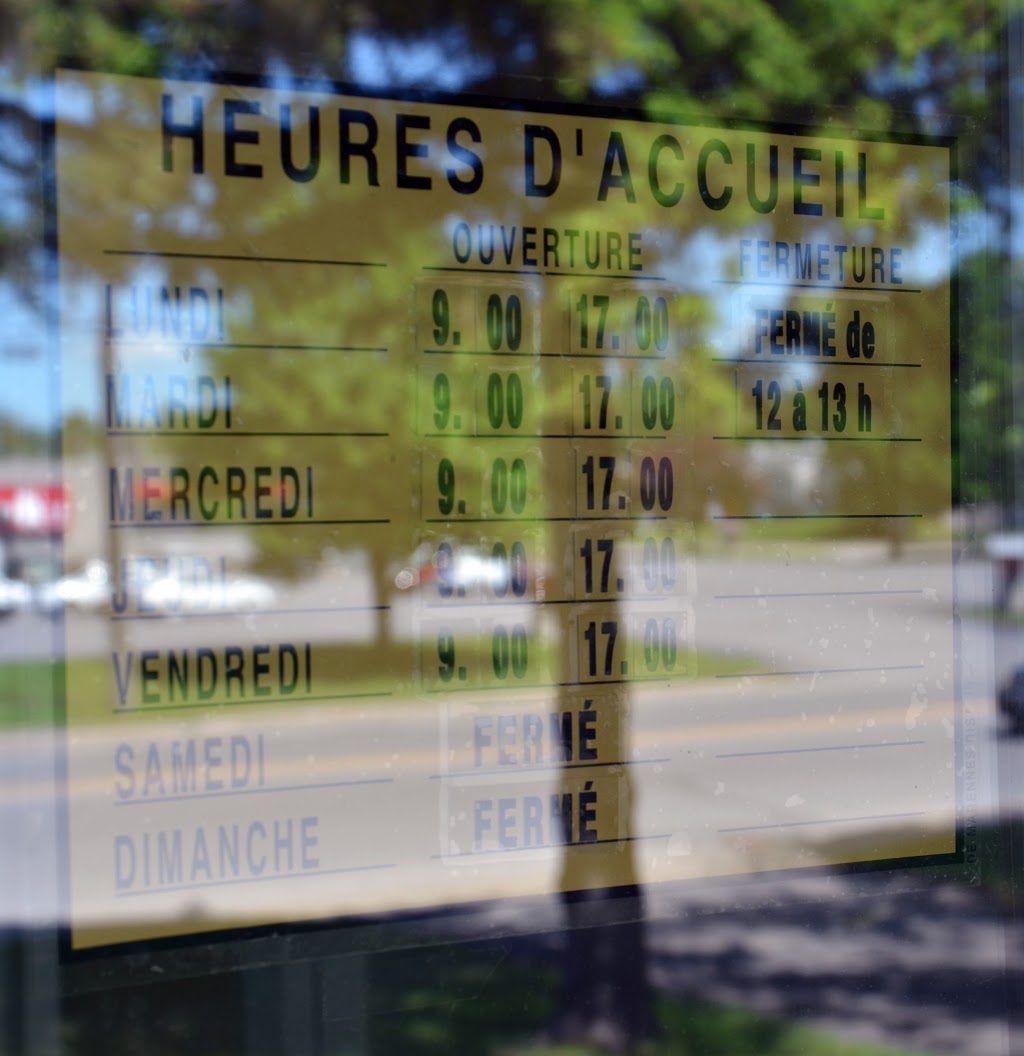 HEURES D'ACCUEIL
OUVERTURE FERMETURE
LUNDI 9. 00 17. 00 FERMÉ de
MARDI 9. 00 17. 00 12 à 13 h
MERCREDI 9. 00 17. 00
JEUDI 9. 00 17. 00
VENDREDI 9. 00 17. 00
SAMEDI FERMÉ
DIMANCHE FERMÉ